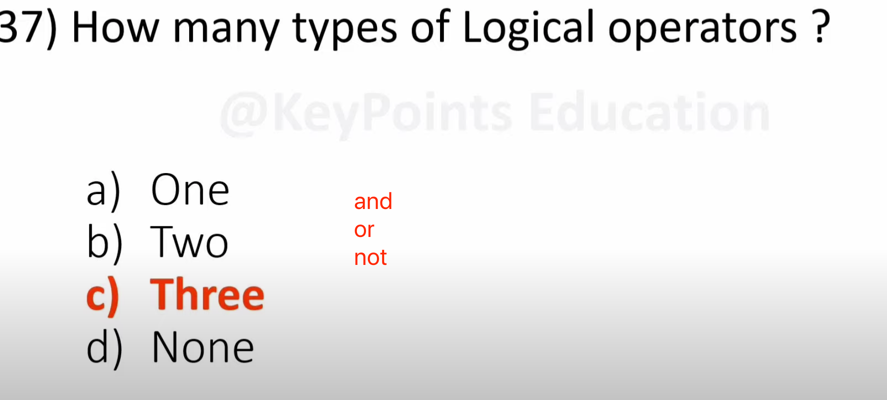 37) How many types of Logical operators ?
@KeyPoints Education
a) One
b) Two
c) Three
d) None
and
or
not